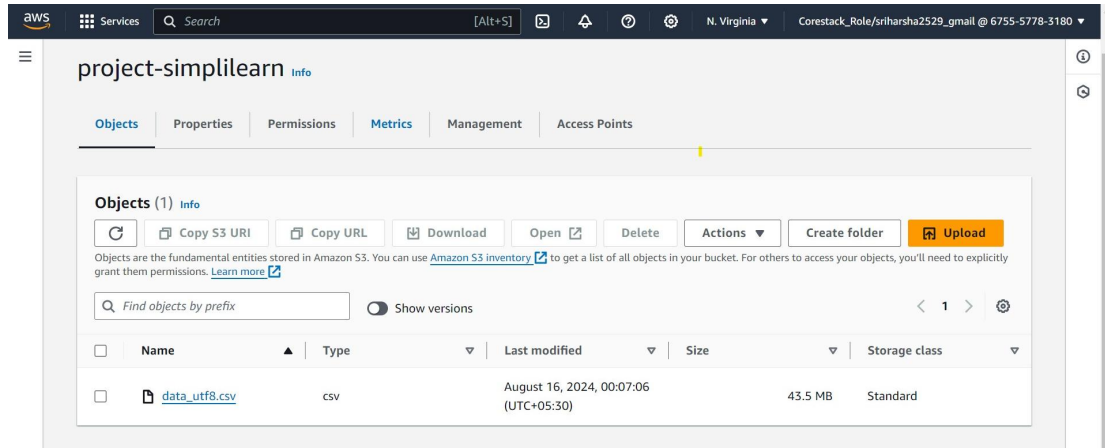 aws Services Search [Alt+S] N. Virginia ▼ Corestack_Role/sriharsha2529_gmail @ 6755-5778-3180 ▼
project-simplilearn Info
Objects Properties Permissions Metrics Management Access Points
Objects (1) Info
Copy S3 URI Copy URL Download Open Delete Actions ▼ Create folder Upload
Objects are the fundamental entities stored in Amazon S3. You can use Amazon S3 inventory to get a list of all objects in your bucket. For others to access your objects, you'll need to explicitly
grant them permissions. Learn more
Find objects by prefix Show versions < 1 >
Name ▲ Type Last modified Size Storage class
data_utf8.csv csv August 16, 2024, 00:07:06 43.5 MB Standard
(UTC+05:30)